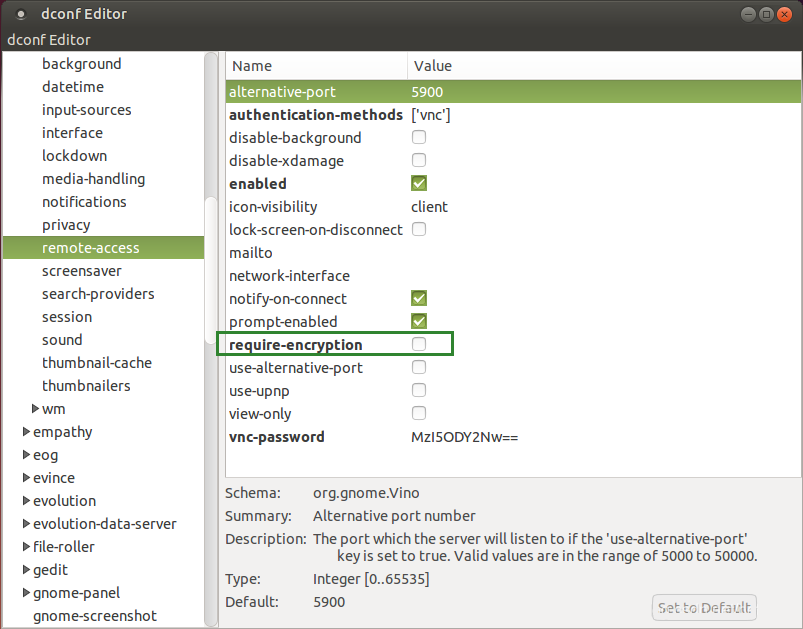 dconf Editor
dconf Editor
background
datetime
input-sources
interface
lockdown
media-handling
notifications
privacy
remote-access
screensaver
search-providers
session
sound
thumbnail-cache
thumbnailers
wm
empathy
eog
evince
evolution
evolution-data-server
file-roller
gedit
gnome-panel
gnome-screenshot
Name Value
alternative-port 5900
authentication-methods ['vnc']
disable-background
disable-xdamage
enabled
icon-visibility client
lock-screen-on-disconnect
mailto
network-interface
notify-on-connect
prompt-enabled
require-encryption
use-alternative-port
use-upnp
view-only
vnc-password MzI5ODY2Nw==
Schema: org.gnome.Vino
Summary: Alternative port number
Description: The port which the server will listen to if the 'use-alternative-port'
key is set to true. Valid values are in the range of 5000 to 50000.
Type: Integer [0..65535]
Default: 5900
Set to Default